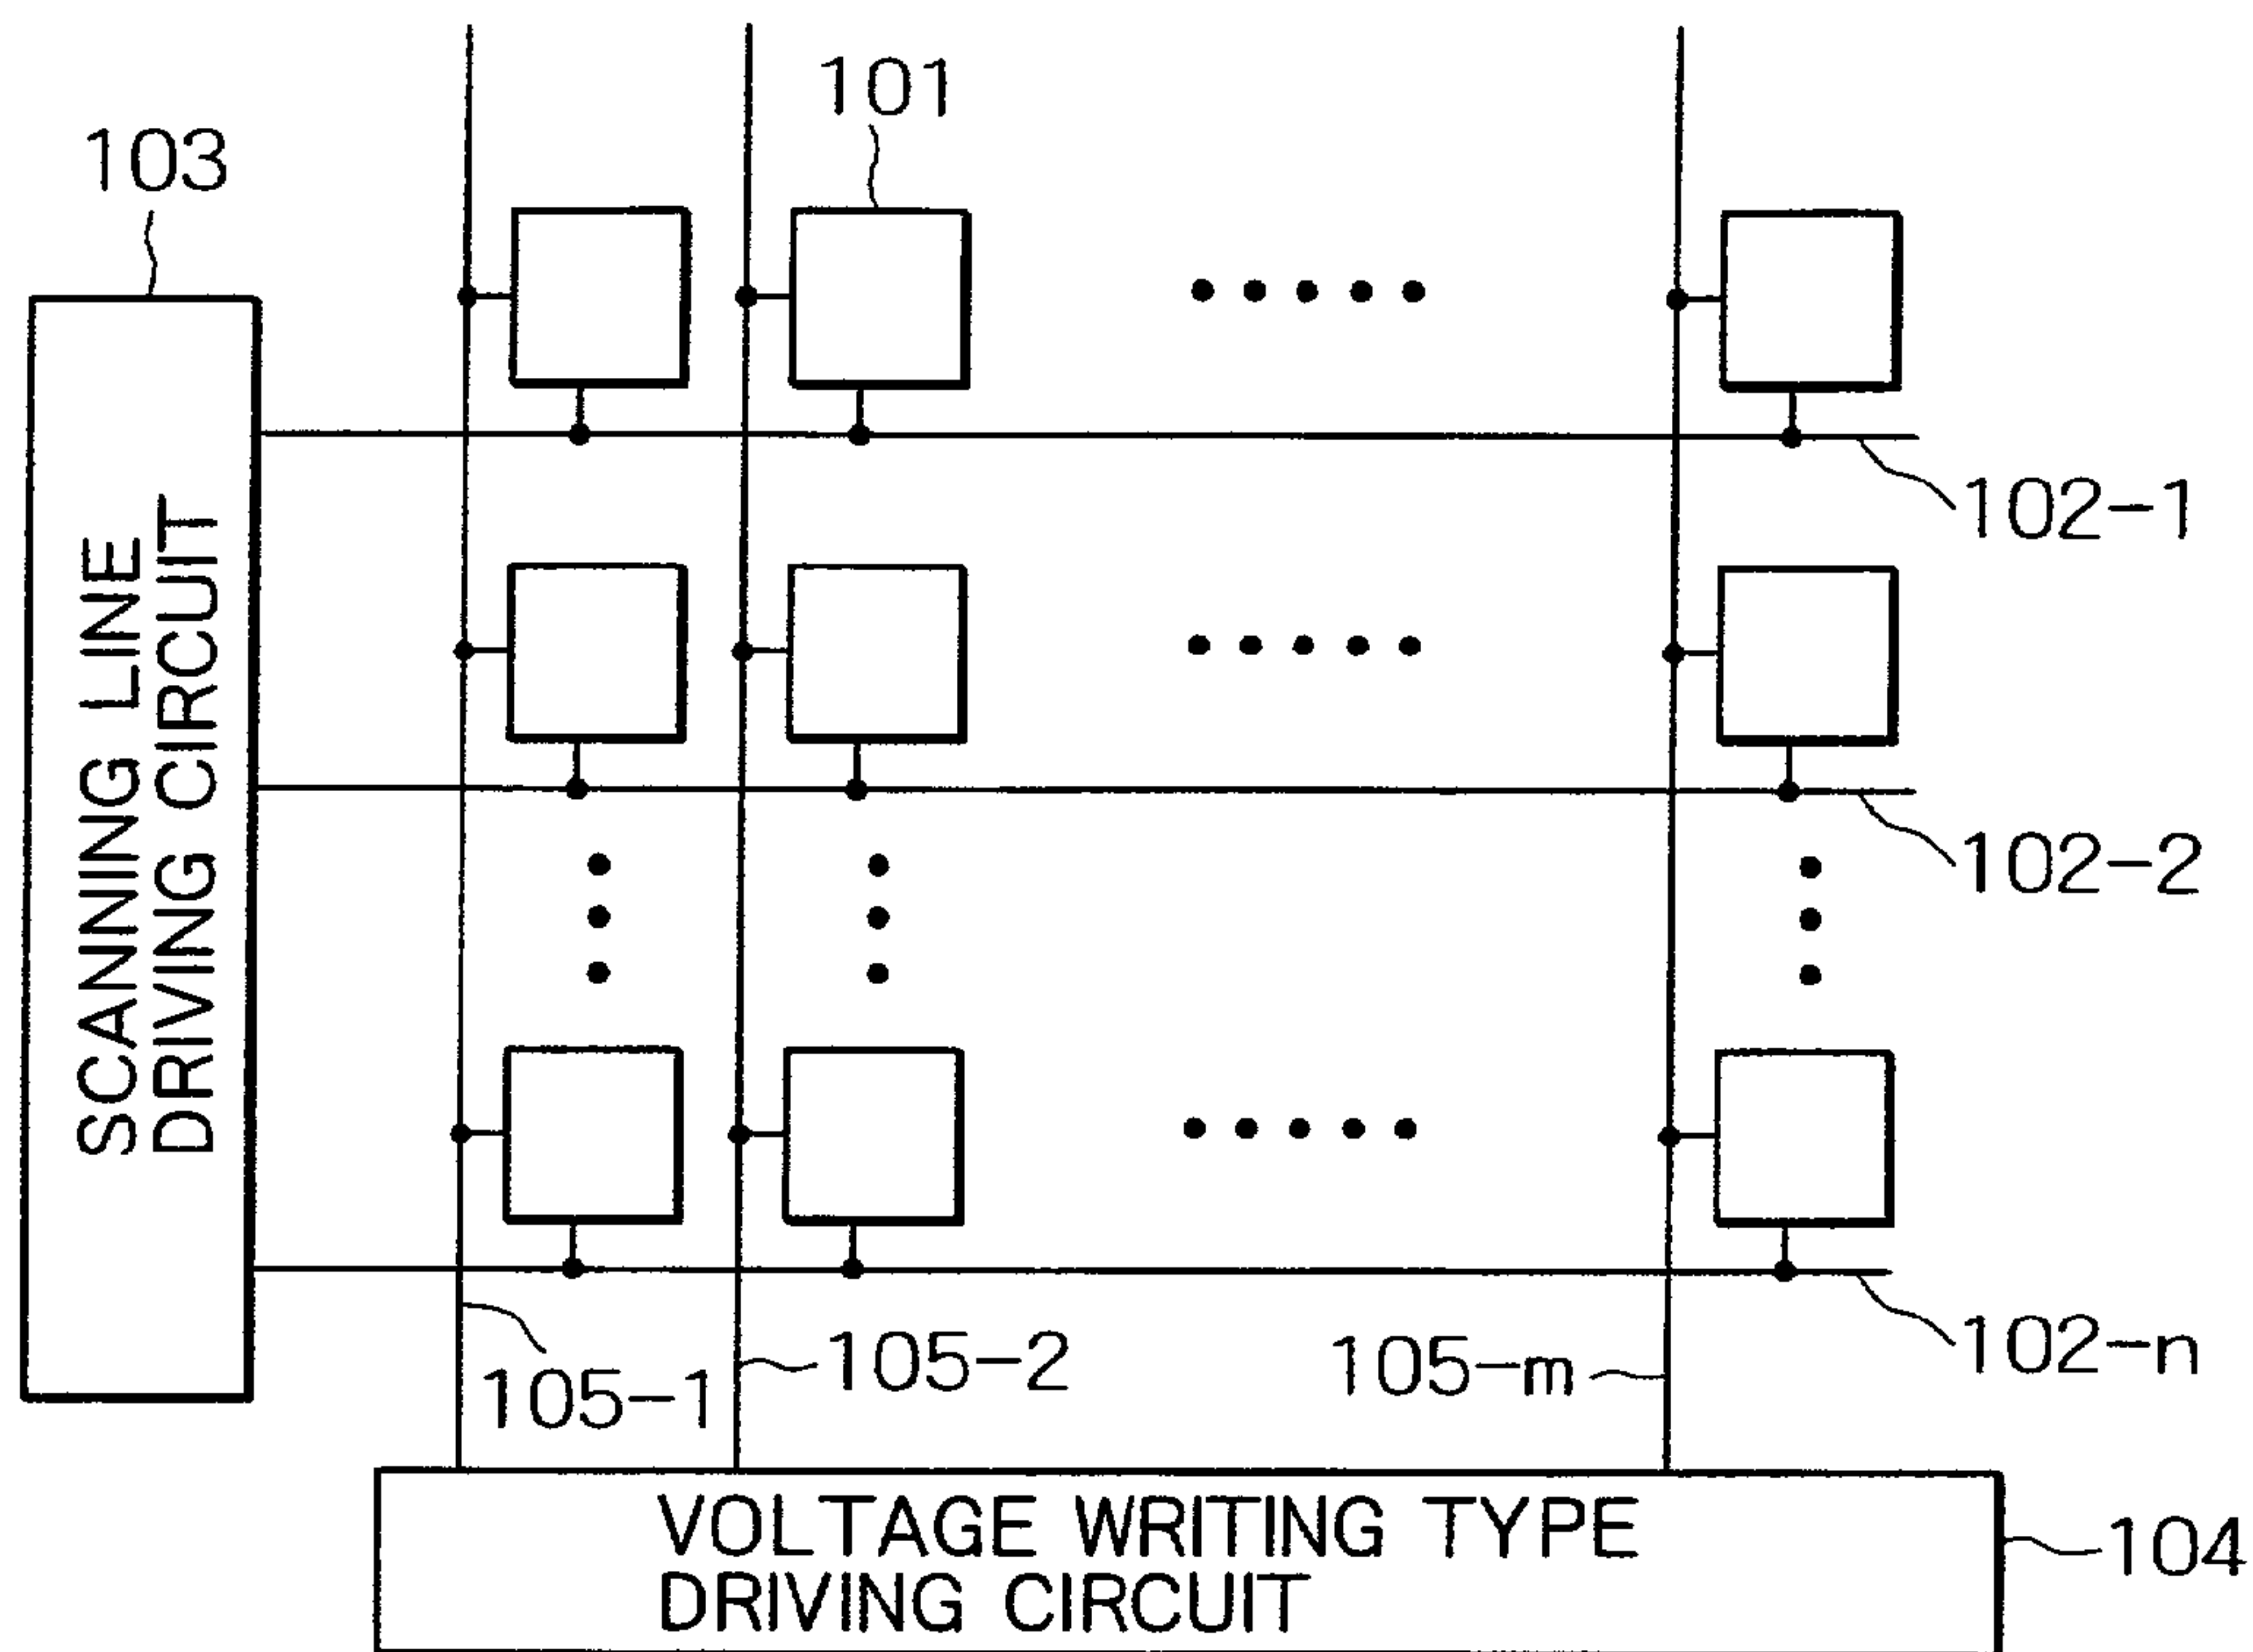 101
103
102-1
SCANNING LINE
DRIVING CIRCUIT
102-2
105-1
105-2
105-m
102-n
VOLTAGE WRITING TYPE
DRIVING CIRCUIT
104